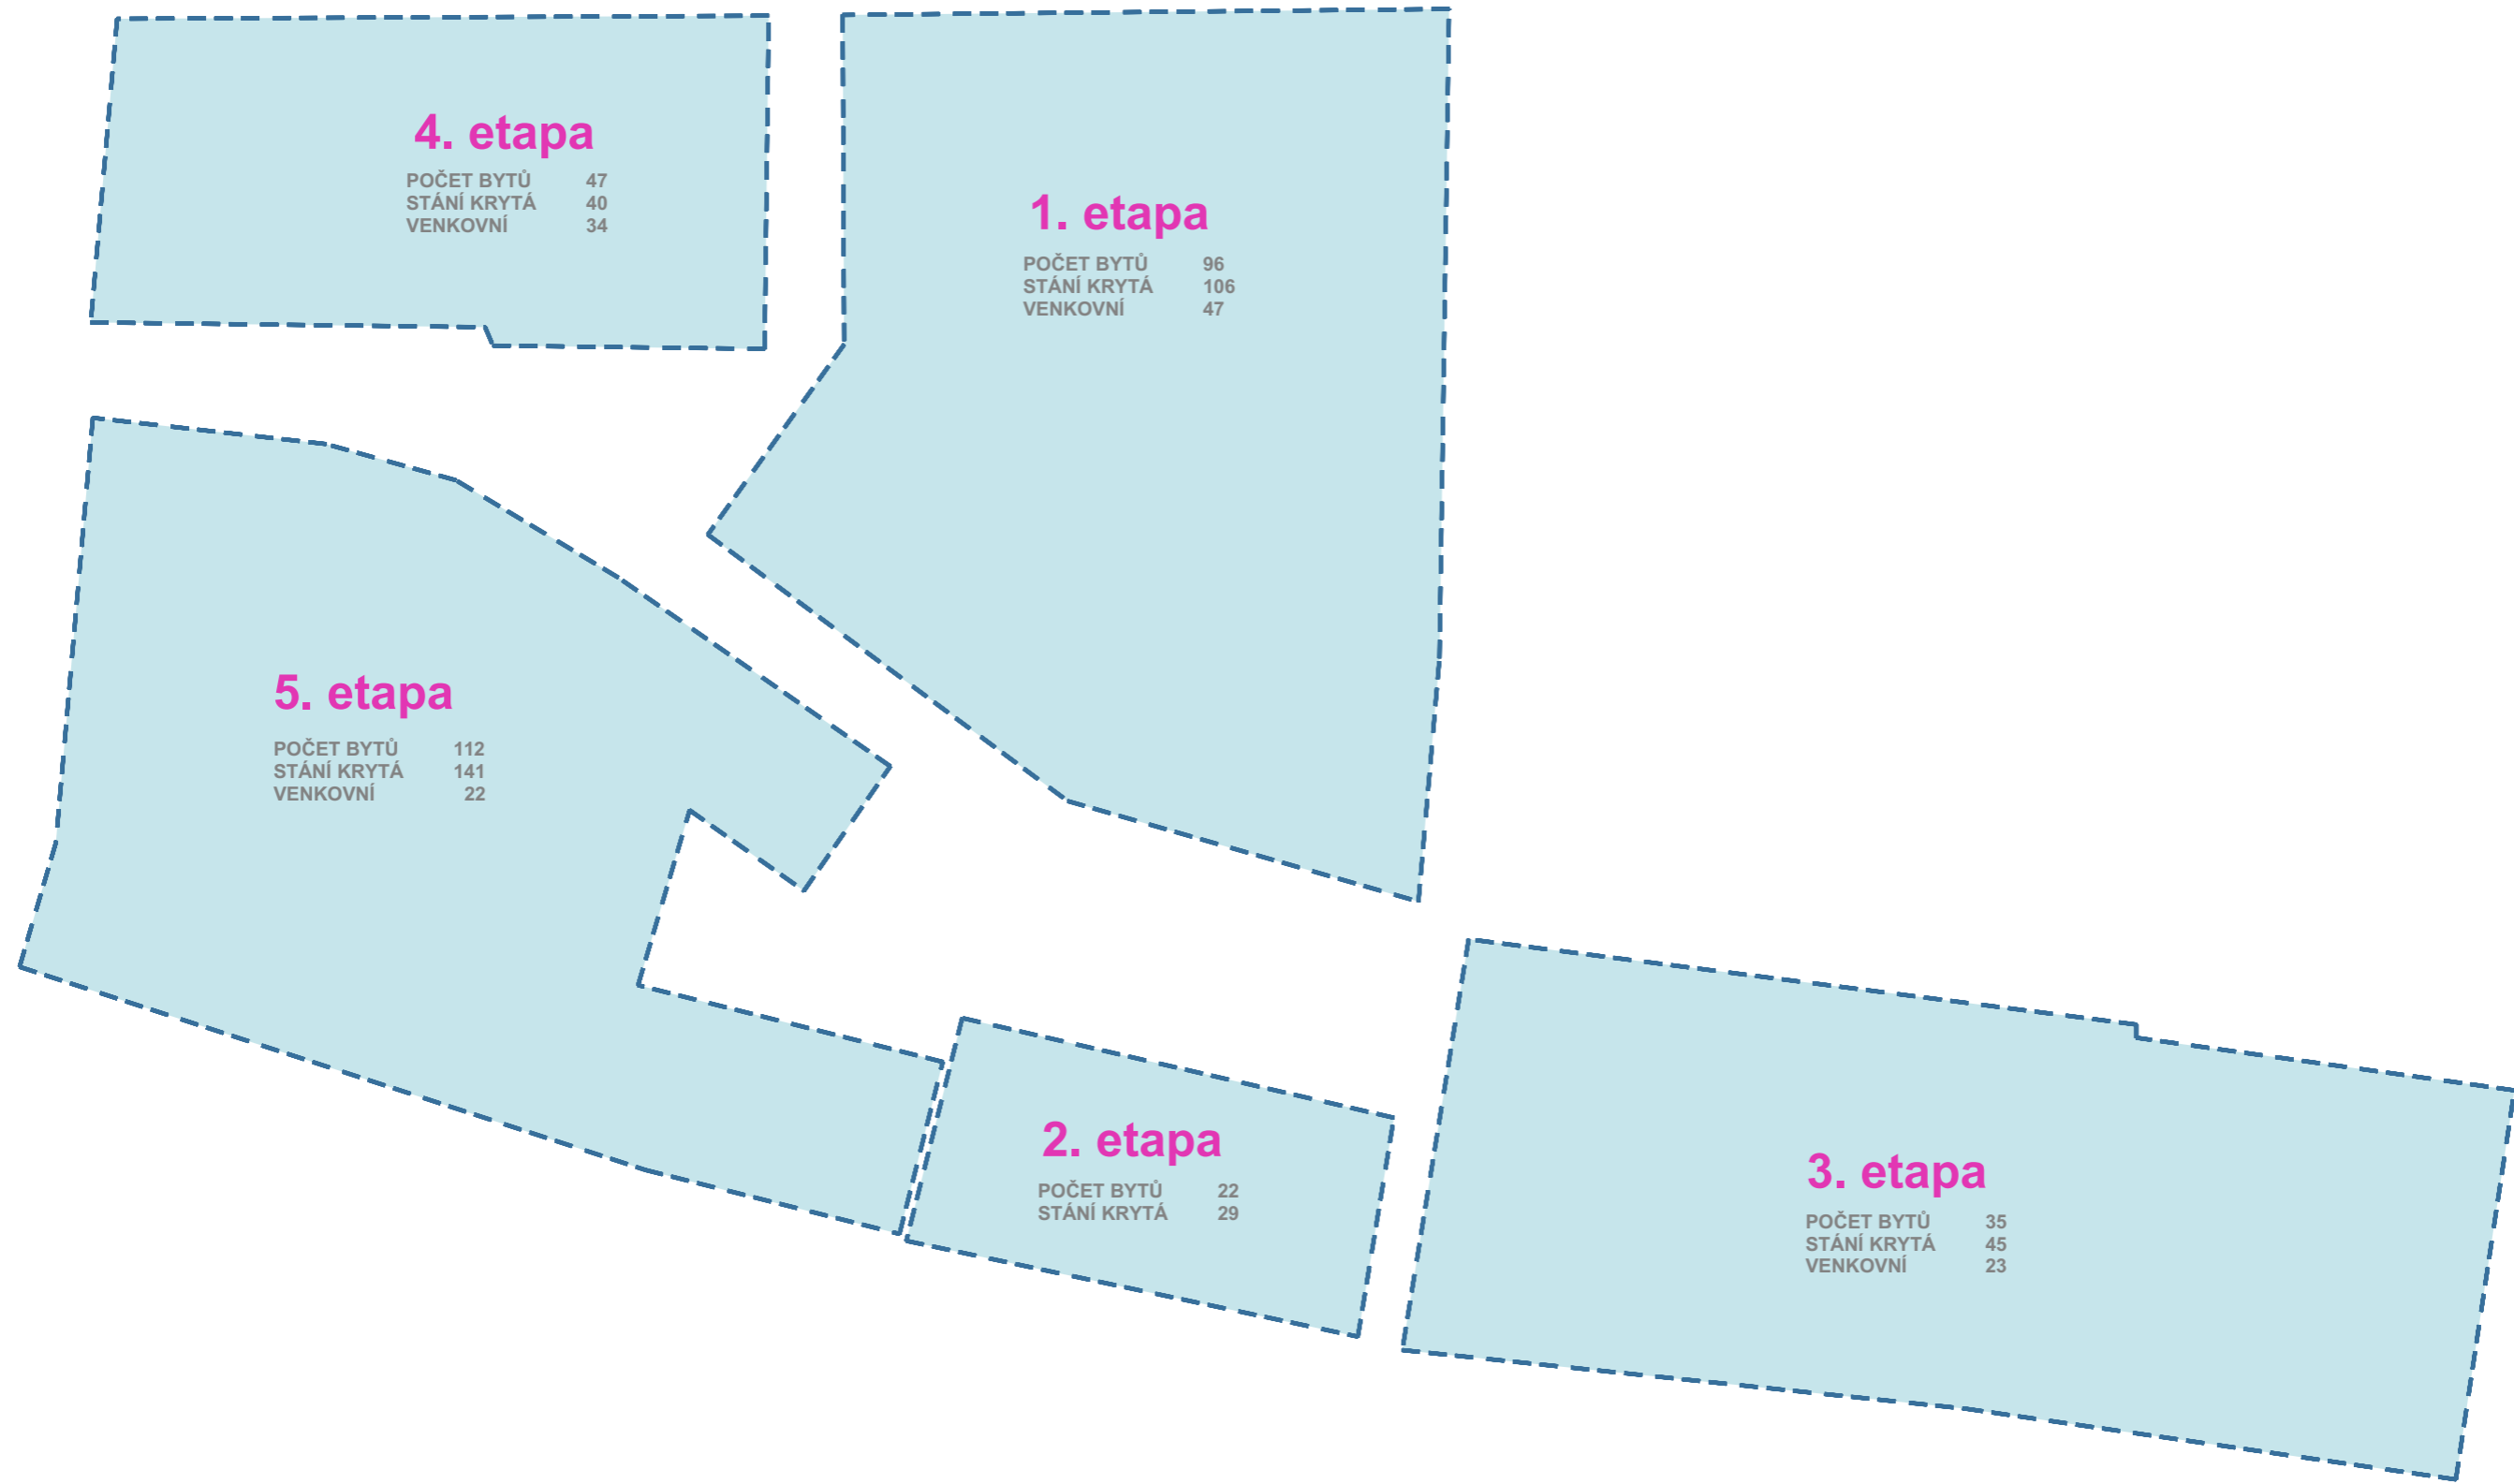 4. etapa
POČET BYTŮ 47
STÁNÍ KRYTÁ 40
VENKOVNÍ 34
1. etapa
POČET BYTŮ 96
STÁNÍ KRYTÁ 106
VENKOVNÍ 47
5. etapa
POČET BYTŮ 112
STÁNÍ KRYTÁ 141
VENKOVNÍ 22
2. etapa
POČET BYTŮ 22
STÁNÍ KRYTÁ 29
3. etapa
POČET BYTŮ 35
STÁNÍ KRYTÁ 45
VENKOVNÍ 23